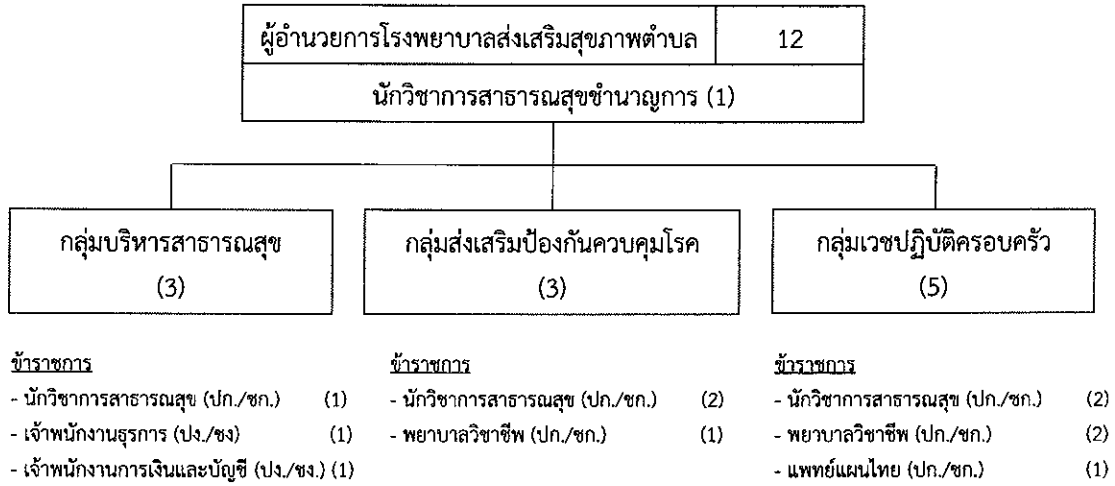 ผู้อำนวยการโรงพยาบาลส่งเสริมสุขภาพตำบล 12
นักวิชาการสาธารณสุขชำนาญการ (1)
กลุ่มบริหารสาธารณสุข
(3)
กลุ่มส่งเสริมป้องกันควบคุมโรค
(3)
กลุ่มเวชปฏิบัติครอบครัว
(5)
ข้าราชการ
- นักวิชาการสาธารณสุข (ปก./ชก.) (1)
- เจ้าพนักงานธุรการ (ปง./ชง) (1)
- เจ้าพนักงานการเงินและบัญชี (ปง./ชง.) (1)
ข้าราชการ
- นักวิชาการสาธารณสุข (ปก./ชก.) (2)
- พยาบาลวิชาชีพ (ปก./ชก.) (1)
ข้าราชการ
- นักวิชาการสาธารณสุข (ปก./ชก.) (2)
- พยาบาลวิชาชีพ (ปก./ชก.) (2)
- แพทย์แผนไทย (ปก./ชก.) (1)